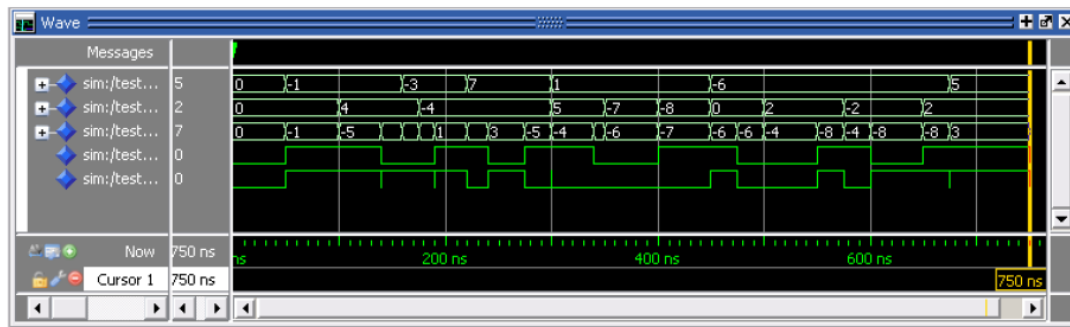 Wave
Messages
sim:/test... 5 0 -1 -3 7 1 -6 5
sim:/test... 2 0 4 -4 5 -7 -8 0 2 -2 2
sim:/test... 7 0 -1 -5 1 3 -5 -4 -6 -7 -6 -6 -4 -8 -4 -8 -8 3
sim:/test... 0
sim:/test... 0
Now 750 ns ns 200 ns 400 ns 600 ns
Cursor 1 750 ns 750 ns